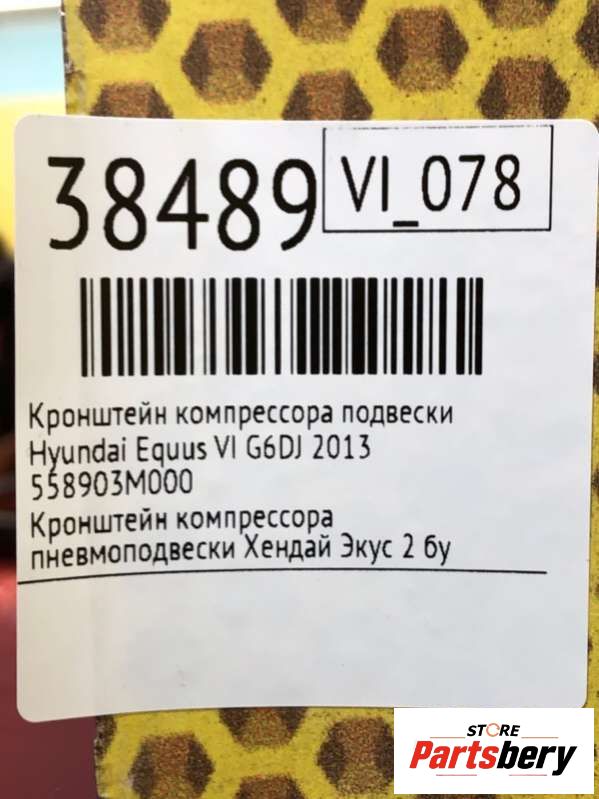 38489
VI_078
Кронштейн компрессора подвески
Hyundai Equus VI G6DJ 2013
558903M000
Кронштейн компрессора
пневмоподвески Хендай Экус 2 бу
STORE
Partsbery